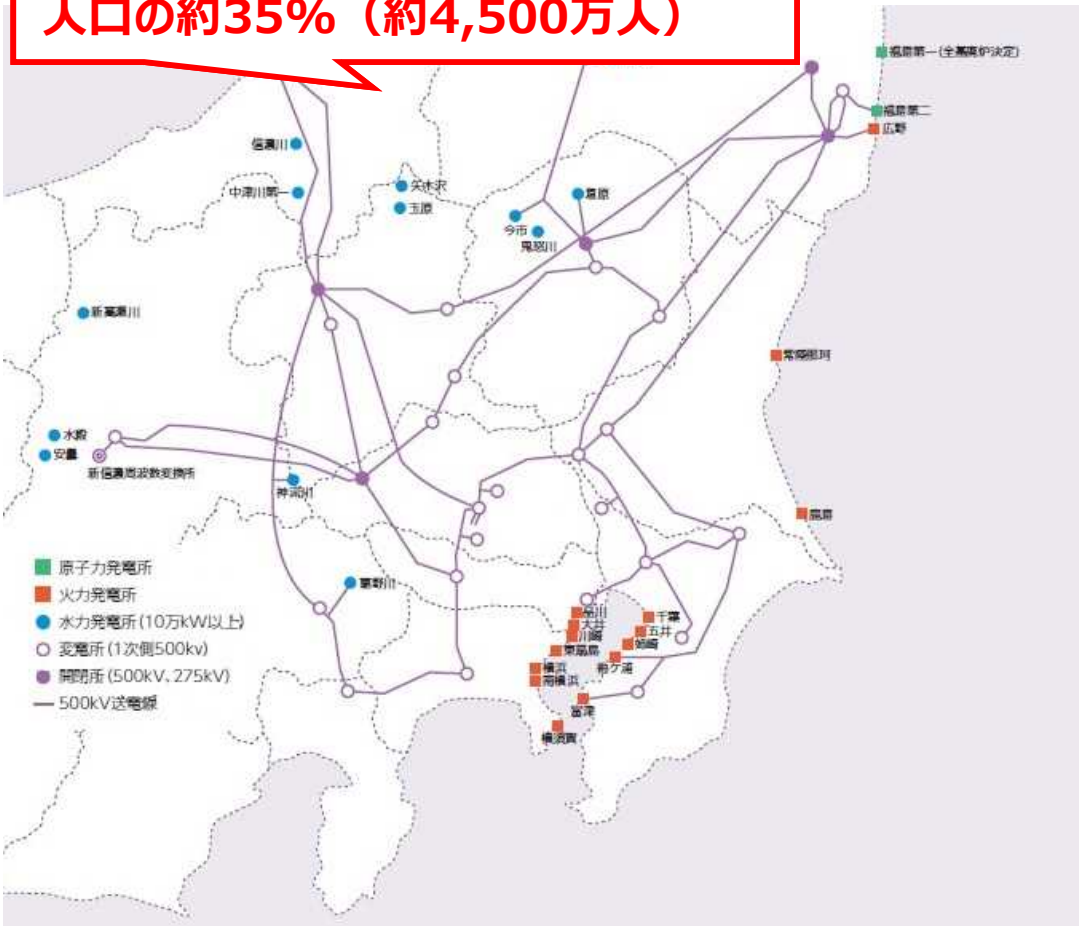 人口の約35%（約4,500万人）
福島第一(全基廃炉決定)
福島第二
広野
信濃川
中津川第一
矢木沢
玉原
塩原
今市
鬼怒川
新高瀬川
常陸那珂
水殿
安曇
新信濃周波数変換所
神流川
鹿島
葛野川
品川
大井
川崎
東扇島
横浜
南横浜
千葉
五井
姉崎
袖ケ浦
富津
横須賀
原子力発電所
火力発電所
水力発電所(10万kW以上)
変電所(1次側500kv)
開閉所(500kV、275kV)
500kV送電線